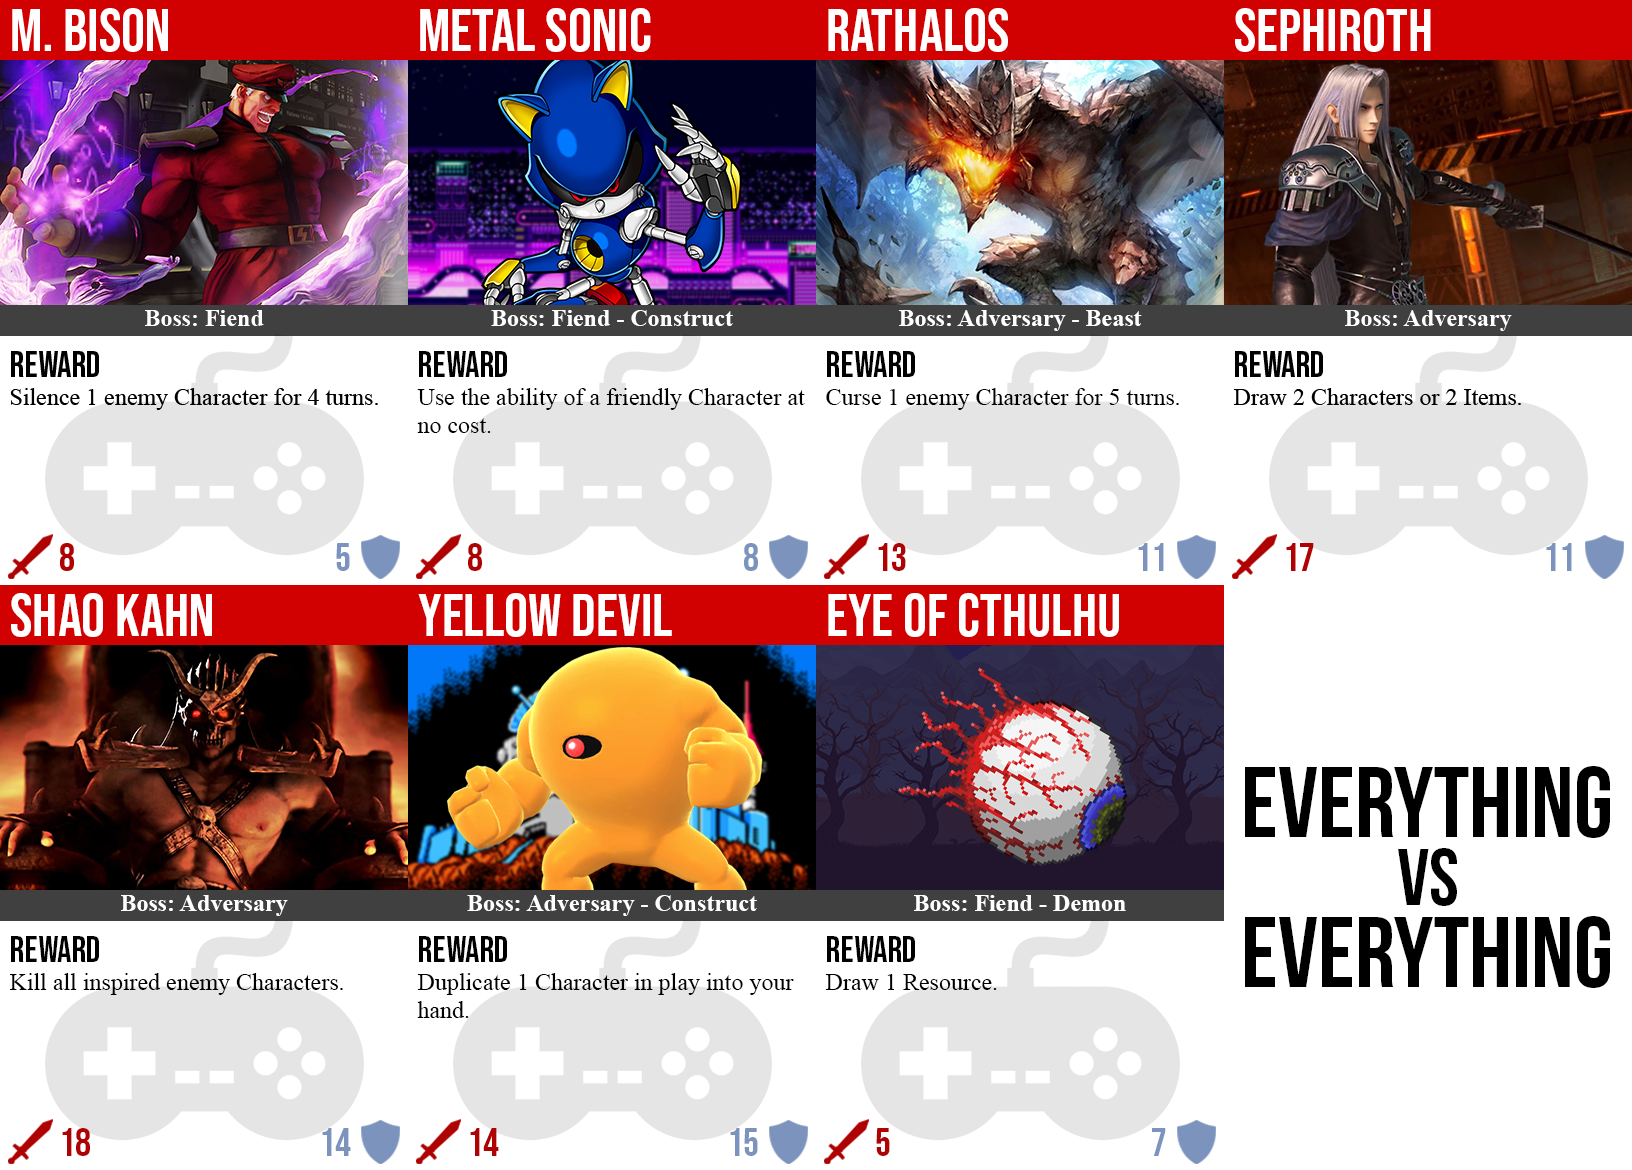 M. BISON
Boss: Fiend
REWARD
Silence 1 enemy Character for 4 turns.
8
5
METAL SONIC
Boss: Fiend - Construct
REWARD
Use the ability of a friendly Character at
no cost.
8
8
RATHALOS
Boss: Adversary - Beast
REWARD
Curse 1 enemy Character for 5 turns.
13
11
SEPHIROTH
Boss: Adversary
REWARD
Draw 2 Characters or 2 Items.
17
11
SHAO KAHN
Boss: Adversary
REWARD
Kill all inspired enemy Characters.
18
14
YELLOW DEVIL
Boss: Adversary - Construct
REWARD
Duplicate 1 Character in play into your
hand.
14
15
EYE OF CTHULHU
Boss: Fiend - Demon
REWARD
Draw 1 Resource.
5
7
EVERYTHING
VS
EVERYTHING